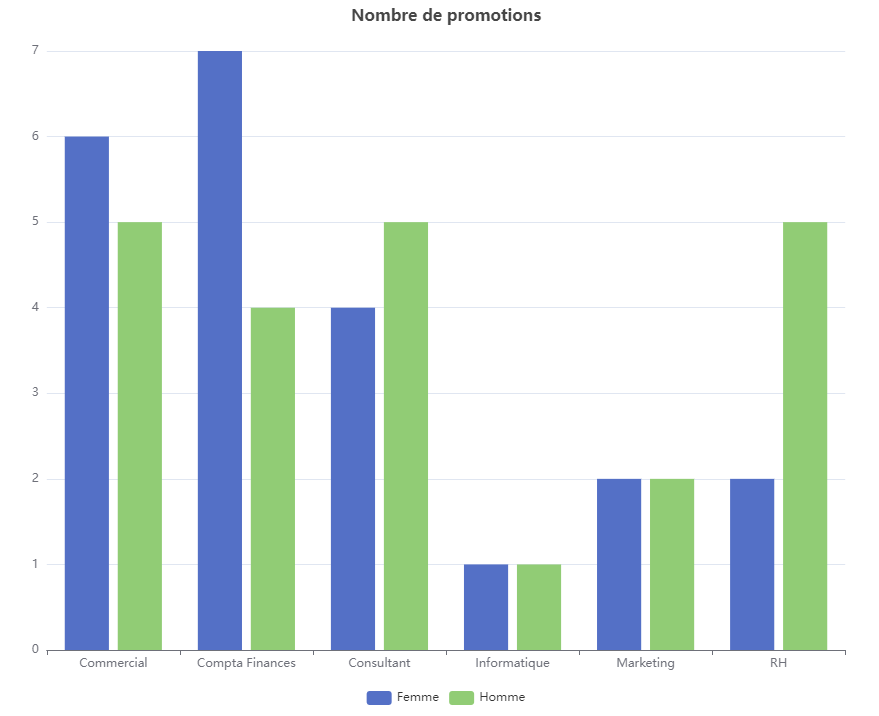 Nombre de promotions
7
6
5
4
3
2
1
0
Commercial Compta Finances Consultant Informatique Marketing RH
Femme Homme